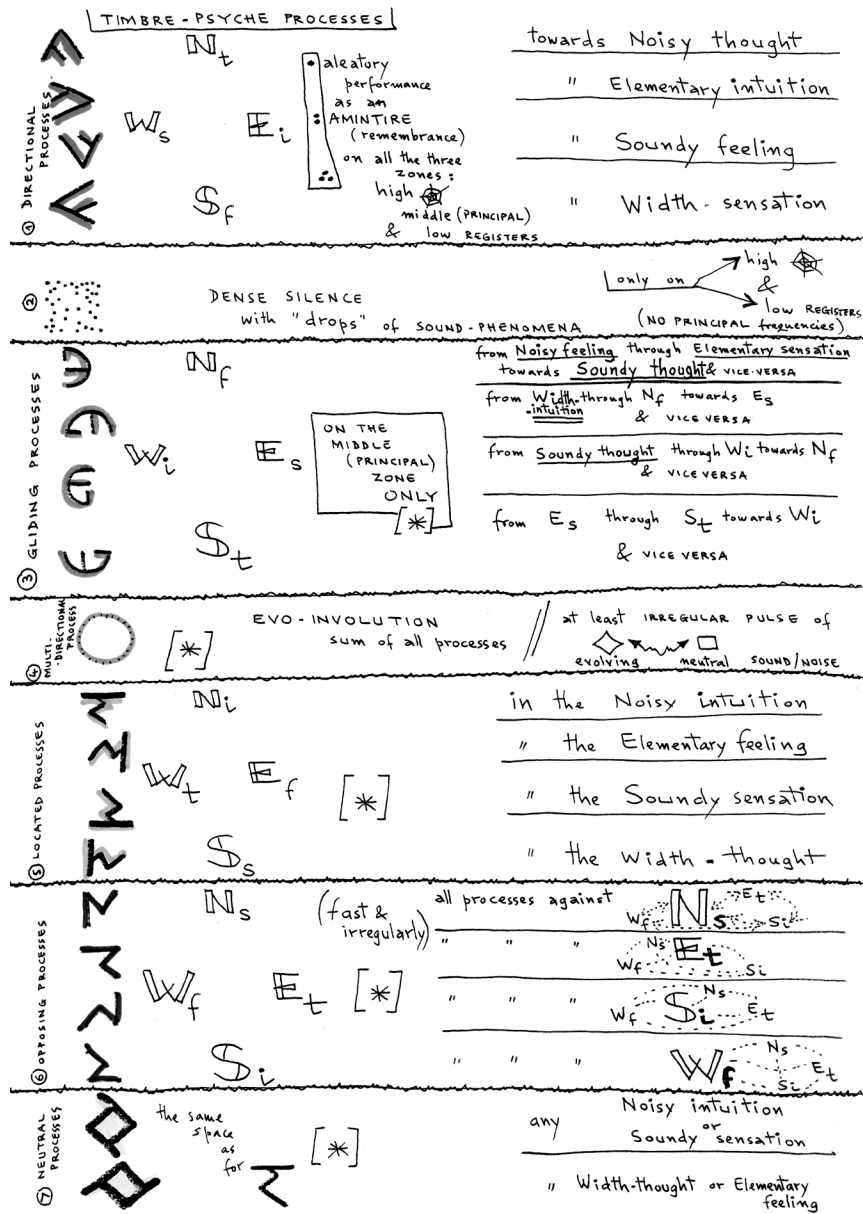 TIMBRE-PSYCHE PROCESSES
① DIRECTIONAL
PROCESSES
Nt
Ws Ei
Sf
aleatory
performance
as an
AMINTIRE
(remembrance)
on all the three
zones:
high
middle (PRINCIPAL)
& low REGISTERS
towards Noisy thought
" Elementary intuition
" Soundy feeling
" Width-sensation
②
DENSE SILENCE
with "drops" of SOUND-PHENOMENA
only on
high
&
low REGISTERS
(NO PRINCIPAL frequencies)
③ GLIDING PROCESSES
Nf
Wi Es
St
ON THE
MIDDLE
(PRINCIPAL)
ZONE
ONLY
[*]
from Noisy feeling through Elementary sensation
towards Soundy thought & VICE-VERSA
from Width- through Nf towards Es
-intuition & VICE VERSA
from Soundy thought through Wi towards Nf
& VICE VERSA
from Es through St towards Wi
& VICE VERSA
④ MULTI-
-DIRECTIONAL
PROCESS
[*]
EVO-INVOLUTION
sum of all processes
at least IRREGULAR PULSE of
evolving neutral SOUND/NOISE
⑤ LOCATED PROCESSES
Ni
Wt Ef
[*]
Ss
in the Noisy intuition
" the Elementary feeling
" the Soundy sensation
" the Width-thought
⑥ OPPOSING PROCESSES
Ns
Wf Et [*]
Si
(fast &
irregularly)
all processes against Wf Ns Et Si
" " " Ns Et Wf Si
" " " Ns Wf Si Et
" " " Wf Ns Et Si
⑦ NEUTRAL
PROCESSES
the same
space
as
for
[*]
any Noisy intuition
or
Soundy sensation
" Width-thought or Elementary
feeling